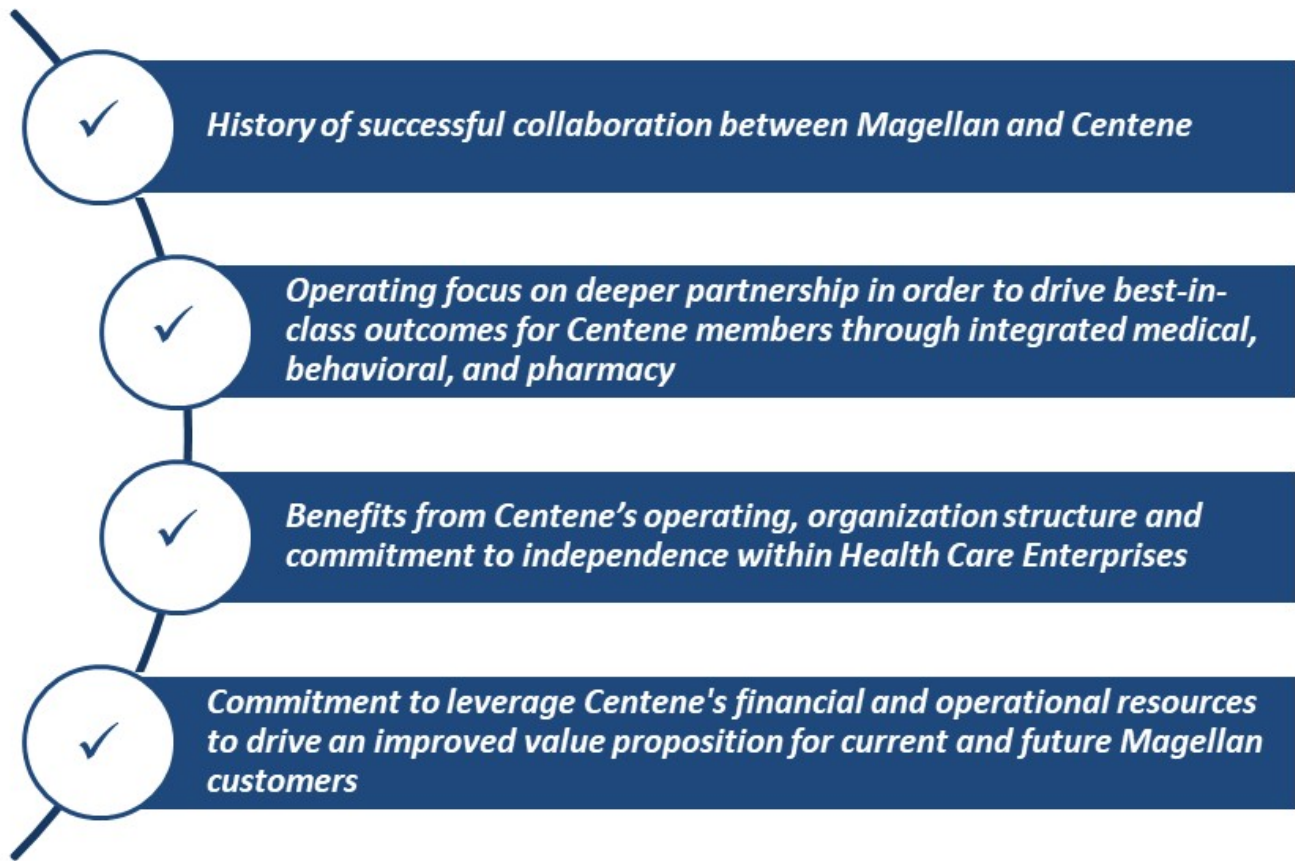 History of successful collaboration between Magellan and Centene
Operating focus on deeper partnership in order to drive best-in-
class outcomes for Centene members through integrated medical,
behavioral, and pharmacy
Benefits from Centene’s operating, organization structure and
commitment to independence within Health Care Enterprises
Commitment to leverage Centene's financial and operational resources
to drive an improved value proposition for current and future Magellan
customers